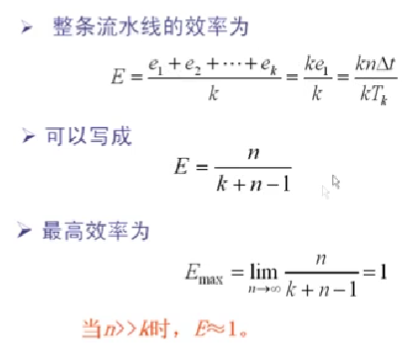 ➢ 整条流水线的效率为
E = \frac{e_1 + e_2 + \cdots + e_k}{k} = \frac{ke_1}{k} = \frac{kn\Delta t}{kT_k}
➢ 可以写成
E = \frac{n}{k+n-1}
➢ 最高效率为
E_{\max} = \lim_{n \to \infty} \frac{n}{k+n-1} = 1
当n>>k时，E≈1。